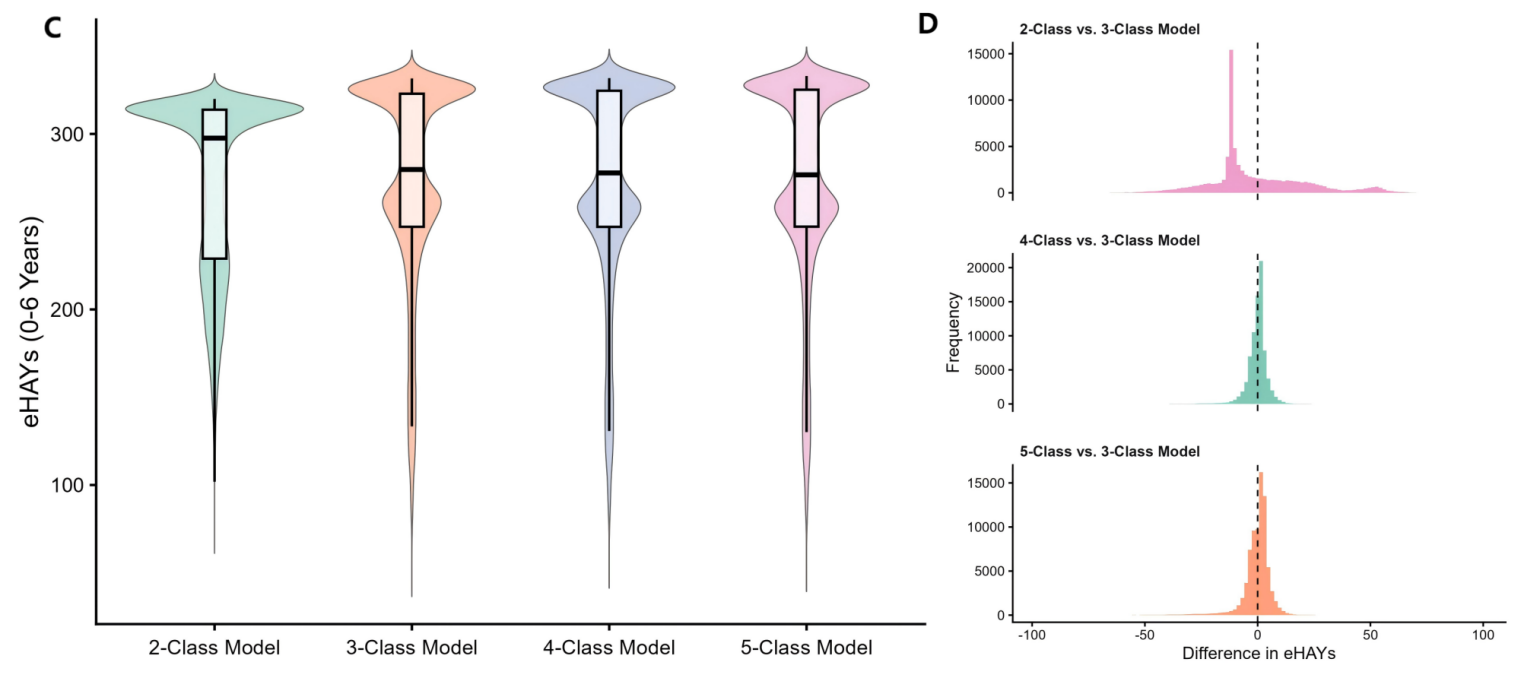 C
eHAYs (0-6 Years)
300
200
100
2-Class Model
3-Class Model
4-Class Model
5-Class Model
D
2-Class vs. 3-Class Model
15000
10000
5000
0
4-Class vs. 3-Class Model
Frequency
20000
15000
10000
5000
0
5-Class vs. 3-Class Model
15000
10000
5000
0
-100
-50
0
50
100
Difference in eHAYs